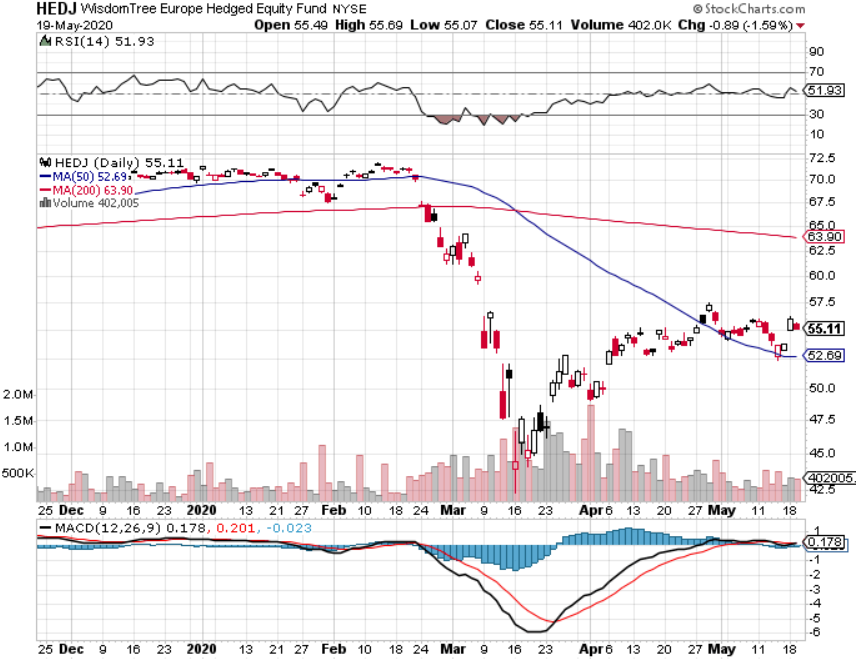 HEDJ WisdomTree Europe Hedged Equity Fund NYSE © StockCharts.com
19-May-2020 Open 55.49 High 55.69 Low 55.07 Close 55.11 Volume 402.0K Chg -0.89 (-1.59%)
RSI(14) 51.93
90
70
51.93
30
10
HEDJ (Daily) 55.11
MA(50) 52.69
MA(200) 63.90
Volume 402,005
72.5
70.0
67.5
65.0
63.90
62.5
60.0
57.5
55.11
52.69
50.0
2.0M
47.5
1.5M
1.0M
45.0
500K
402005.
42.5
25 Dec 9 16 23 2020 13 21 27 Feb 10 18 24 Mar 9 16 23 Apr 6 13 20 27 May 11 18
MACD(12,26,9) 0.178, 0.201, -0.023
1
0.178
-1
-2
-3
-4
-5
-6
25 Dec 9 16 23 2020 13 21 27 Feb 10 18 24 Mar 9 16 23 Apr 6 13 20 27 May 11 18